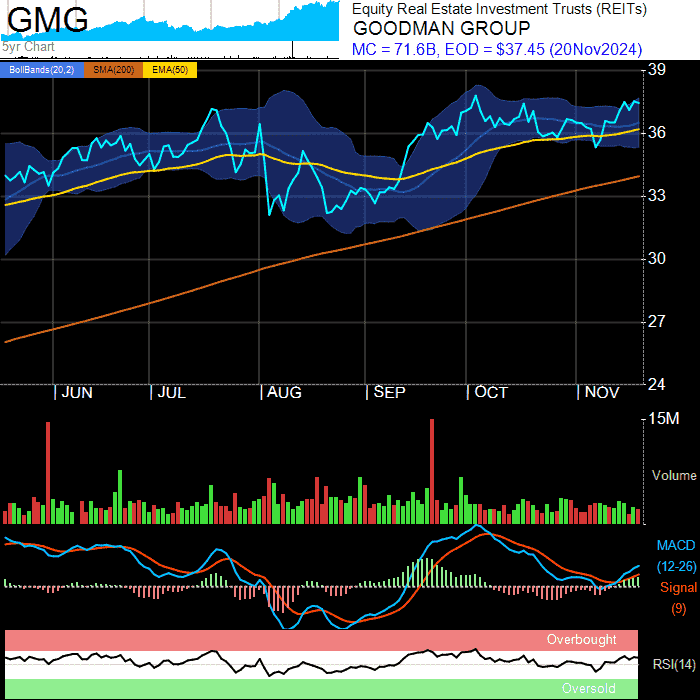 GMG
5yr Chart
Equity Real Estate Investment Trusts (REITs)
GOODMAN GROUP
MC = 71.6B, EOD = $37.45 (20Nov2024)
BollBands(20,2) SMA(200) EMA(50)
39
36
33
30
27
24
JUN JUL AUG SEP OCT NOV
15M
Volume
MACD
(12-26)
Signal
(9)
Overbought
RSI(14)
Oversold